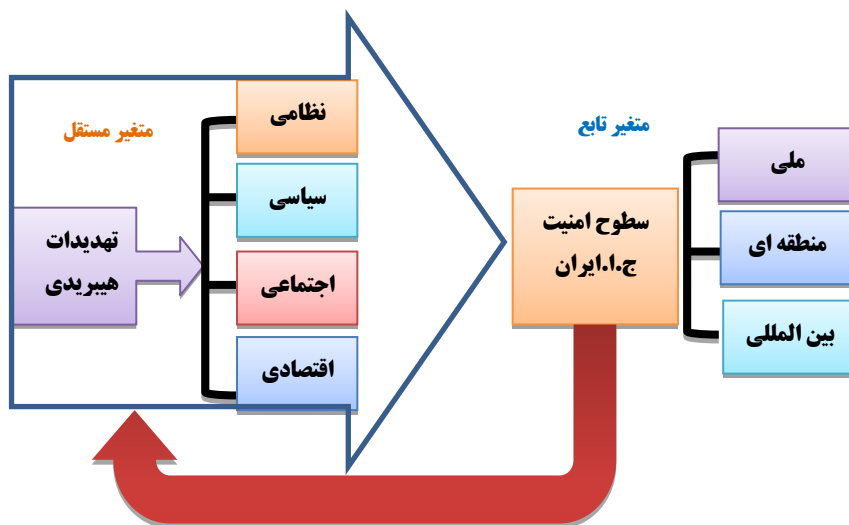 متغیر مستقل
تهدیدات
هیبریدی
نظامی
سیاسی
اجتماعی
اقتصادی
متغیر تابع
سطوح امنیت
ج.ا.ایران
ملی
منطقه ای
بین المللی